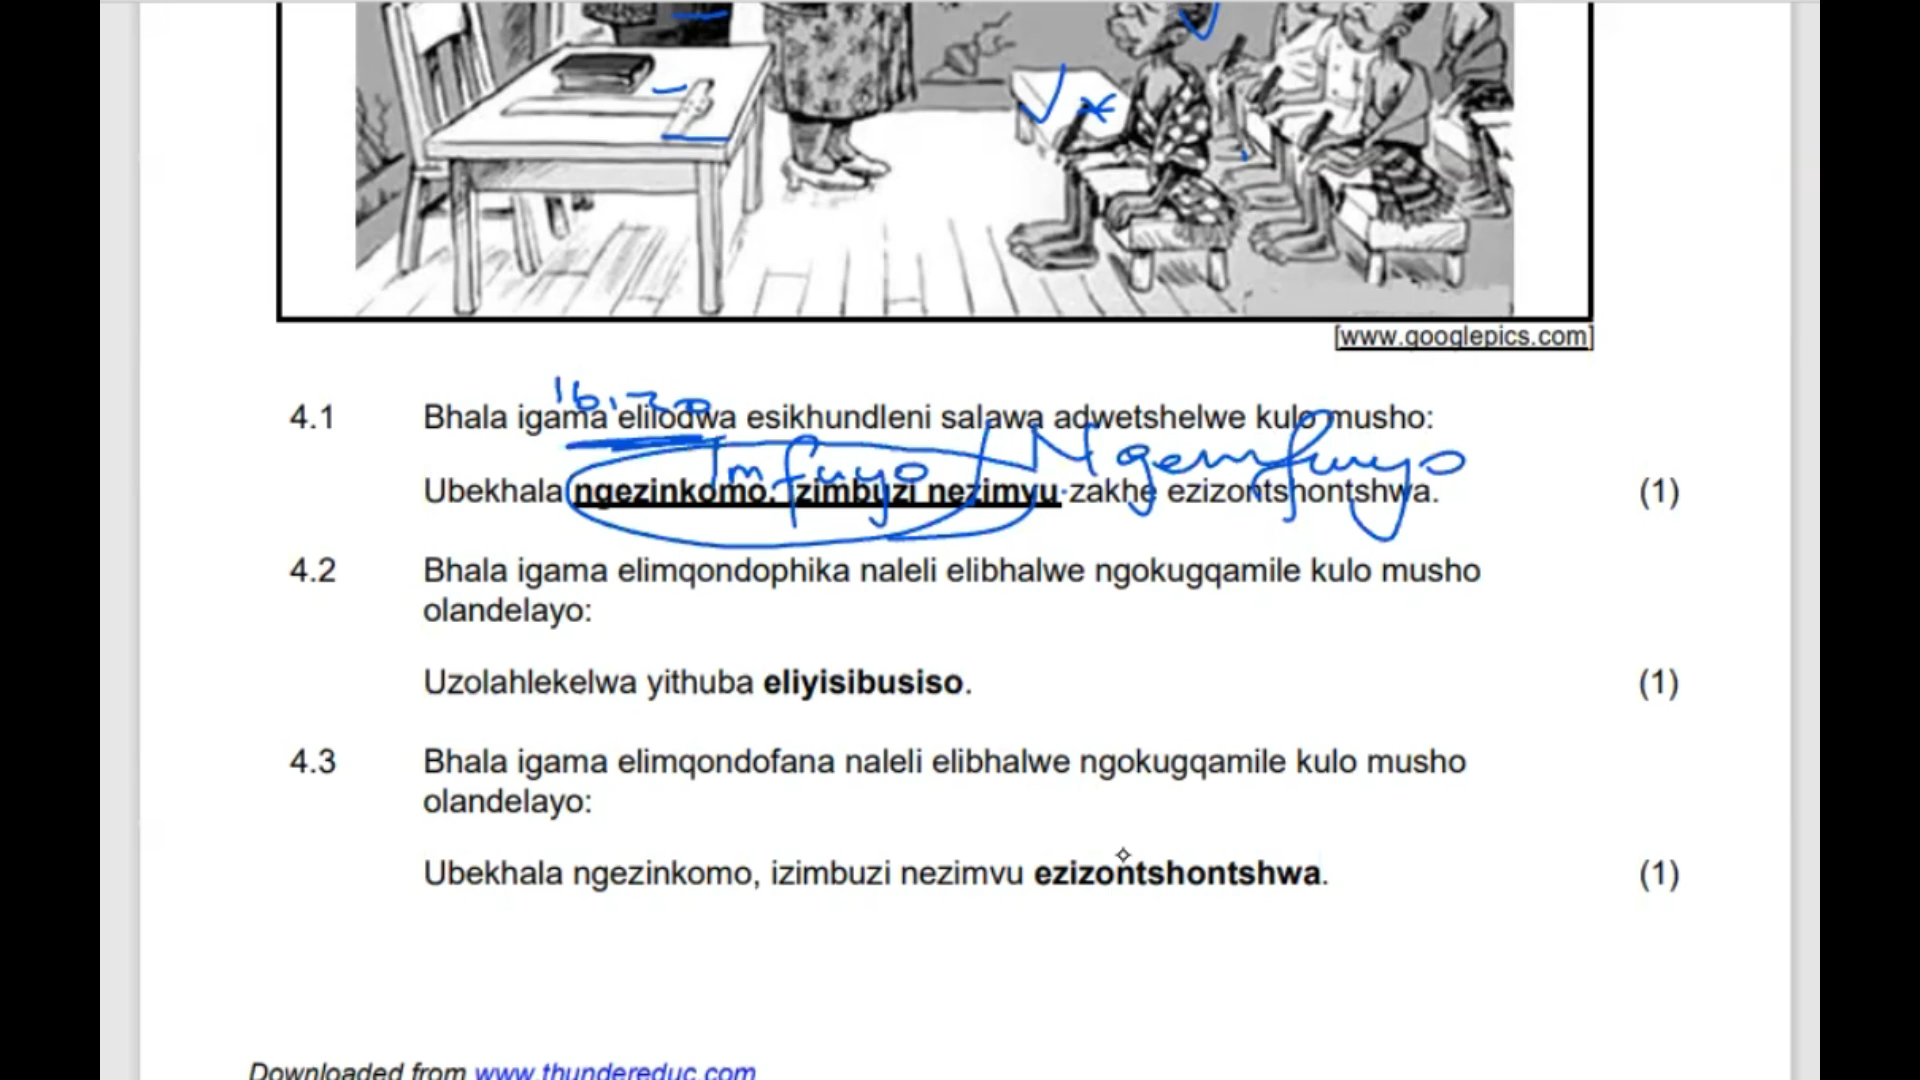 [www.googlepics.com]
ibizo
4.1 Bhala igama elilodwa esikhundleni salawa adwetshelwe kulo musho:
Imfuyo / Ngemfuyo
Ubekhala ngezinkomo, izimbuzi nezimvu zakhe ezizontshontshwa. (1)
4.2 Bhala igama elimqondophika naleli elibhalwe ngokugqamile kulo musho
olandelayo:
Uzolahlekelwa yithuba eliyisibusiso. (1)
4.3 Bhala igama elimqondofana naleli elibhalwe ngokugqamile kulo musho
olandelayo:
Ubekhala ngezinkomo, izimbuzi nezimvu ezizontshontshwa. (1)
Downloaded from www.thundereduc.com